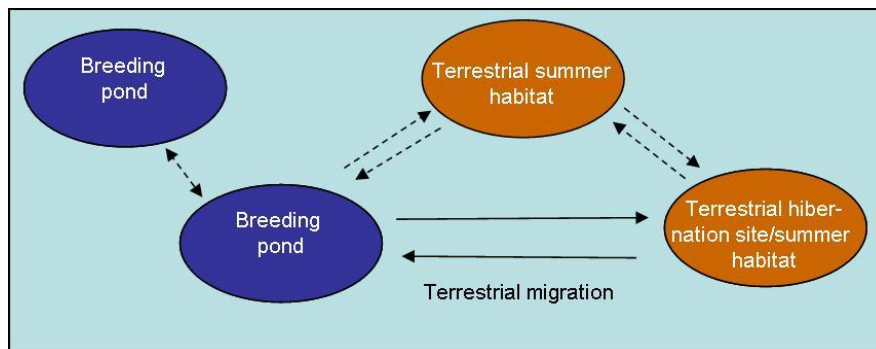 Breeding
pond
Terrestrial summer
habitat
Breeding
pond
Terrestrial hiber-
nation site/summer
habitat
Terrestrial migration